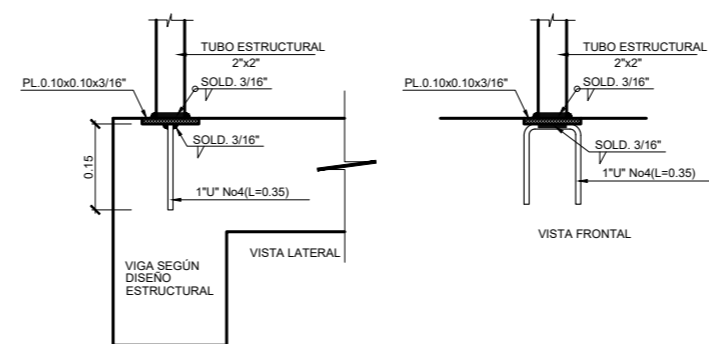 TUBO ESTRUCTURAL
2"x2"
PL.0.10x0.10x3/16"
SOLD. 3/16"
SOLD. 3/16"
0.15
1"U" No4(L=0.35)
VISTA LATERAL
VIGA SEGÚN
DISEÑO
ESTRUCTURAL
TUBO ESTRUCTURAL
2"x2"
PL.0.10x0.10x3/16"
SOLD. 3/16"
SOLD. 3/16"
1"U" No4(L=0.35)
VISTA FRONTAL